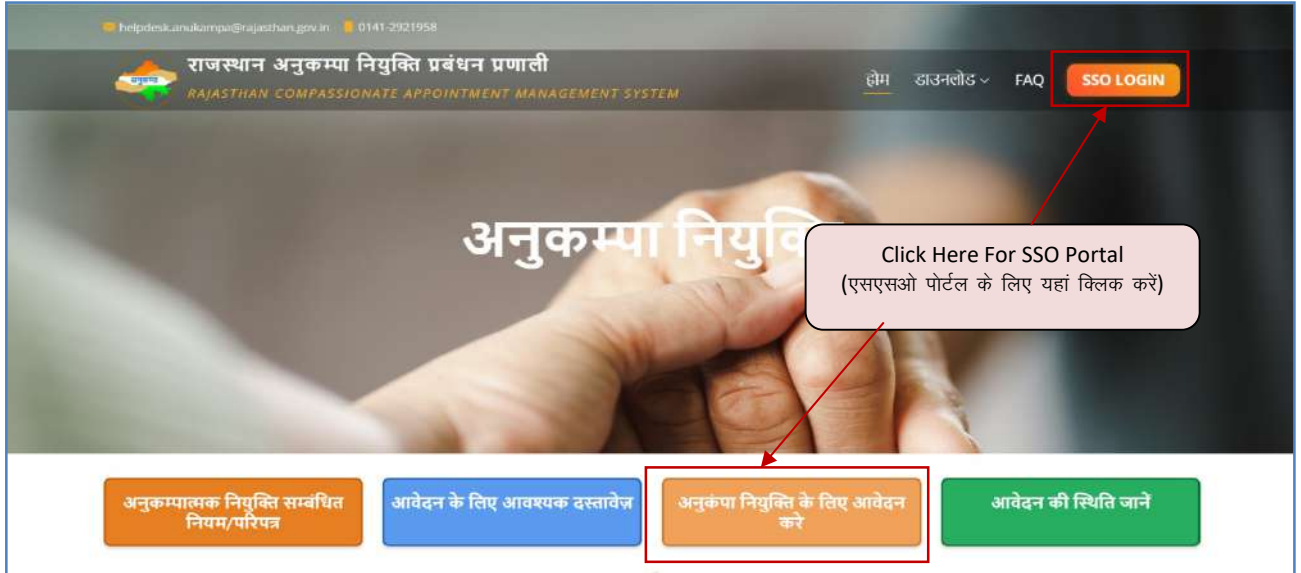 helpdesk.anukampa@rajasthan.gov.in 0141-2921958
राजस्थान अनुकम्पा नियुक्ति प्रबंधन प्रणाली
RAJASTHAN COMPASSIONATE APPOINTMENT MANAGEMENT SYSTEM
होम डाउनलोड FAQ SSO LOGIN
अनुकम्पा
Click Here For SSO Portal
(एसएसओ पोर्टल के लिए यहां क्लिक करें)
अनुकम्पात्मक नियुक्ति सम्बंधित
नियम/परिपत्र
आवेदन के लिए आवश्यक दस्तावेज़
अनुकंपा नियुक्ति के लिए आवेदन
करे
आवेदन की स्थिति जानें